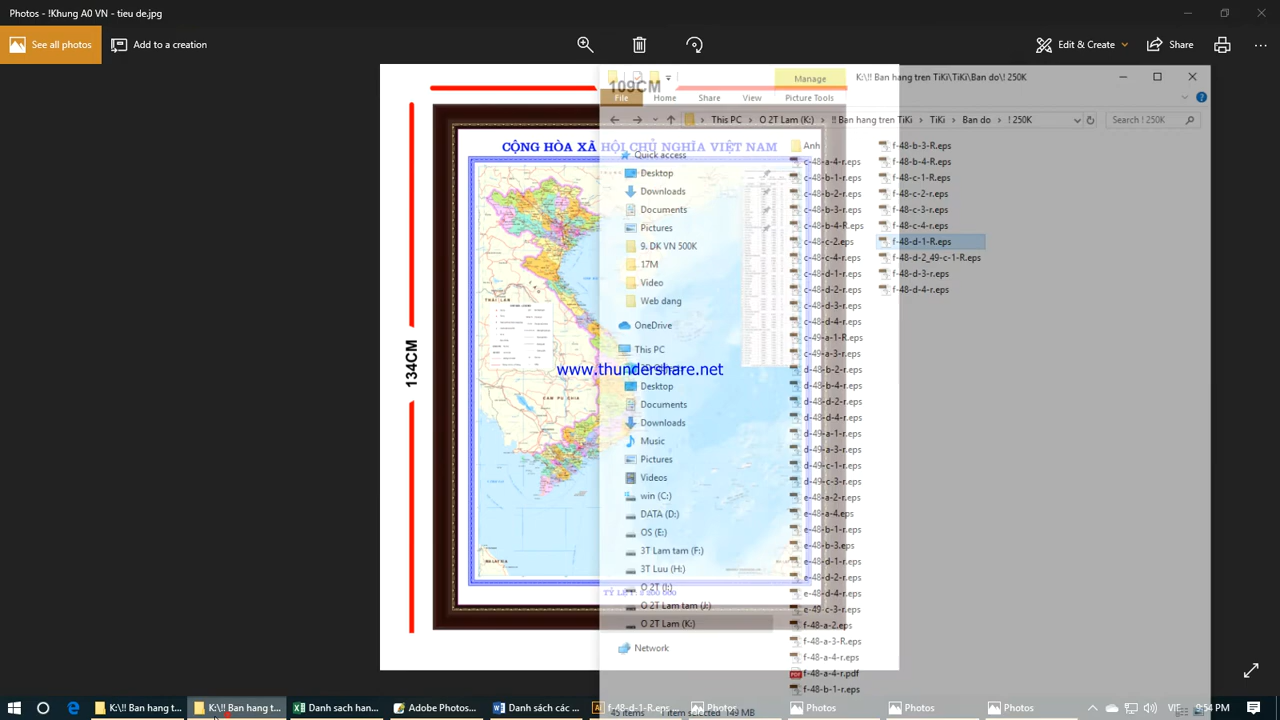 Photos - !Khung A0 VN - tieu de.jpg
See all photos
Add to a creation
Edit & Create
Share
Manage
K:\!! Ban hang tren TiKi\TiKi\Ban do\! 250K
109CM
File
Home
Share
View
Picture Tools
This PC
O 2T Lam (K:)
!! Ban hang tren TiKi
TiKi
Ban do
! 250K
CỘNG HÒA XÃ HỘI CHỦ NGHĨA VIỆT NAM
134CM
THAI LAN
CAM PU CHIA
www.thundershare.net
Quick access
Desktop
Downloads
Documents
Pictures
9. DK VN 500K
17M
Video
Web dang
OneDrive
This PC
Desktop
Documents
Downloads
Music
Pictures
Videos
win (C:)
DATA (D:)
OS (E:)
3T Lam tam (F:)
3T Luu (H:)
O 2T (I:)
O 2T Lam tam (J:)
O 2T Lam (K:)
Network
Anh
c-48-a-4-r.eps
c-48-b-1-r.eps
c-48-b-2-r.eps
c-48-b-3-r.eps
c-48-b-4-R.eps
c-48-c-2.eps
c-48-c-4-r.eps
c-48-d-1-r.eps
c-48-d-2-r.eps
c-48-d-3-r.eps
c-48-d-4-r.eps
c-49-a-1-R.eps
c-49-a-3-r.eps
d-48-b-2-r.eps
d-48-b-4-r.eps
d-48-d-2-r.eps
d-48-d-4-r.eps
d-49-a-1-r.eps
d-49-a-3-r.eps
d-49-c-1-r.eps
d-49-c-3-r.eps
e-48-a-2-r.eps
e-48-a-4.eps
e-48-b-1-r.eps
e-48-b-3.eps
e-48-d-1-r.eps
e-48-d-2-r.eps
e-48-d-4-r.eps
e-49-c-3-r.eps
f-48-a-2.eps
f-48-a-3-R.eps
f-48-a-4-r.eps
f-48-a-4-r.pdf
f-48-b-1-r.eps
f-48-b-3-R.eps
f-48-b-4-R.eps
f-48-c-1-R.eps
f-48-c-2-r.eps
f-48-c-3-r.eps
f-48-c-4-r.eps
f-48-d-1-R.eps
f-48-d-2_49-c-1-R.eps
f-48-d-3-r.eps
f-48-d-4-r.eps
45 items
1 item selected 149 MB
K:\!! Ban hang t...
K:\!! Ban hang t...
Danh sach han...
Adobe Photos...
Danh sách các ...
f-48-d-1-R.eps
Photos
Photos
Photos
Photos
VIE